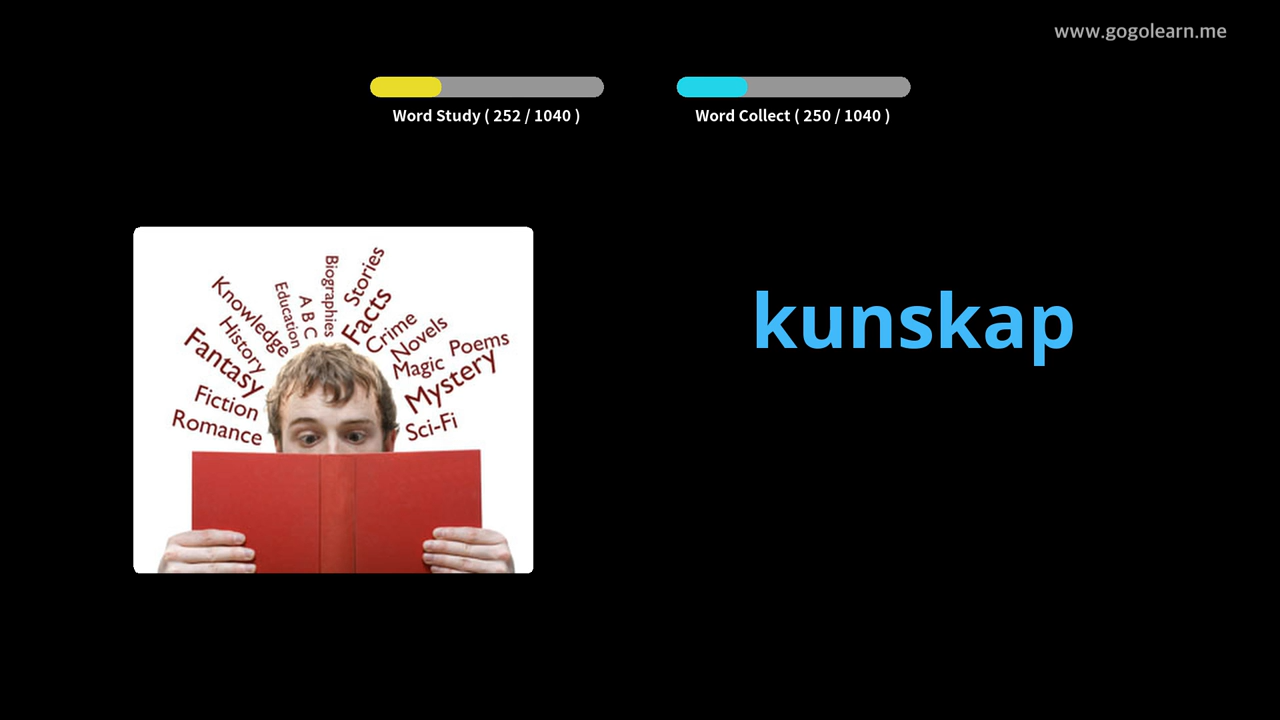 www.gogolearn.me
Word Study ( 252 / 1040 )
Word Collect ( 250 / 1040 )
kunskap
Knowledge
History
Fantasy
Fiction
Romance
Education
A B C
Biographies
Stories
Facts
Crime
Novels
Magic
Poems
Mystery
Sci-Fi